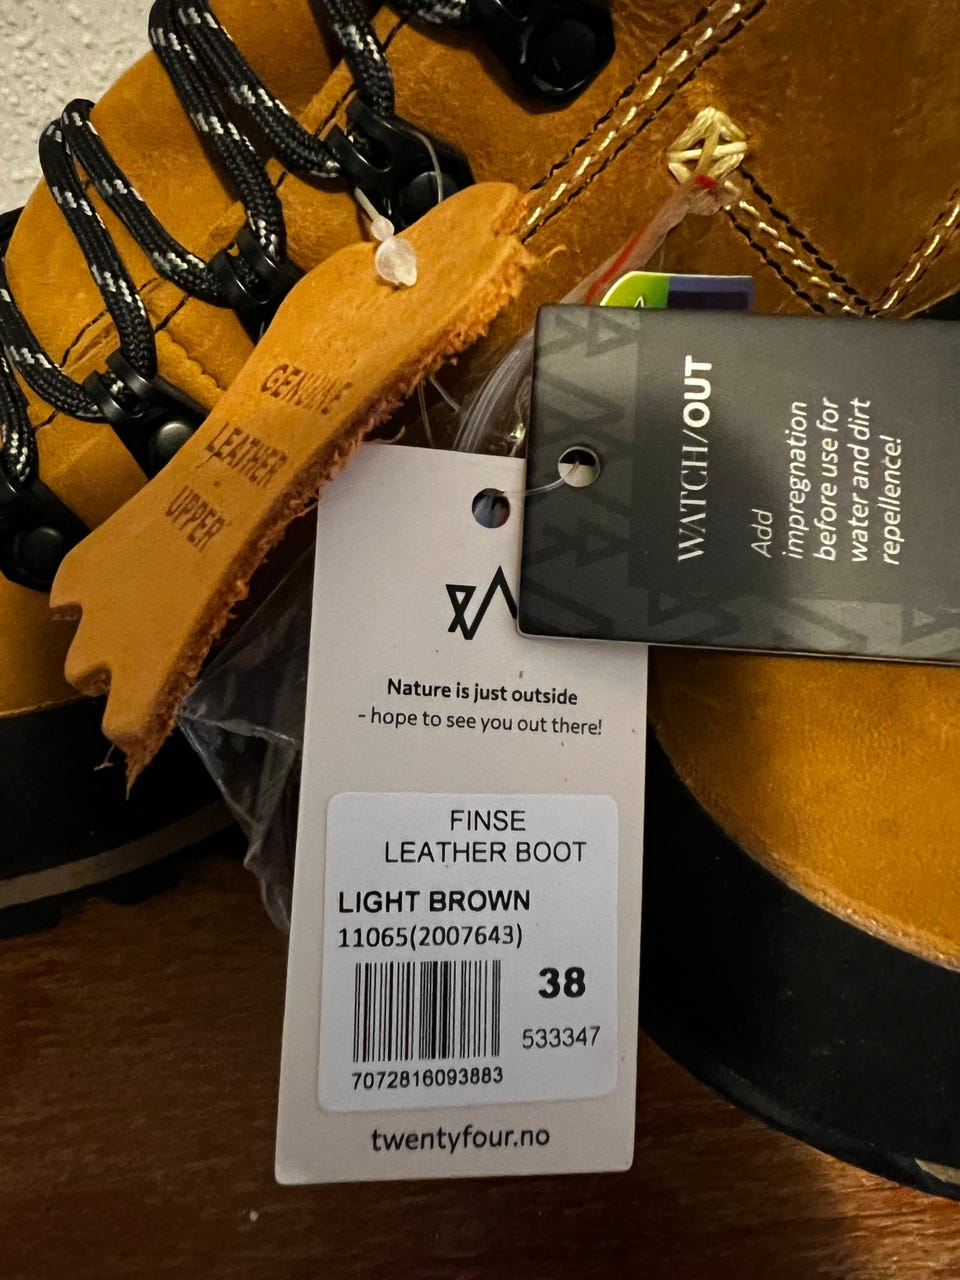 GENUINE
LEATHER
UPPER
WATCH/OUT
Add
impregnation
before use for
water and dirt
repellence!
Nature is just outside
- hope to see you out there!
FINSE
LEATHER BOOT
LIGHT BROWN
11065(2007643)
38
533347
7072816093883
twentyfour.no